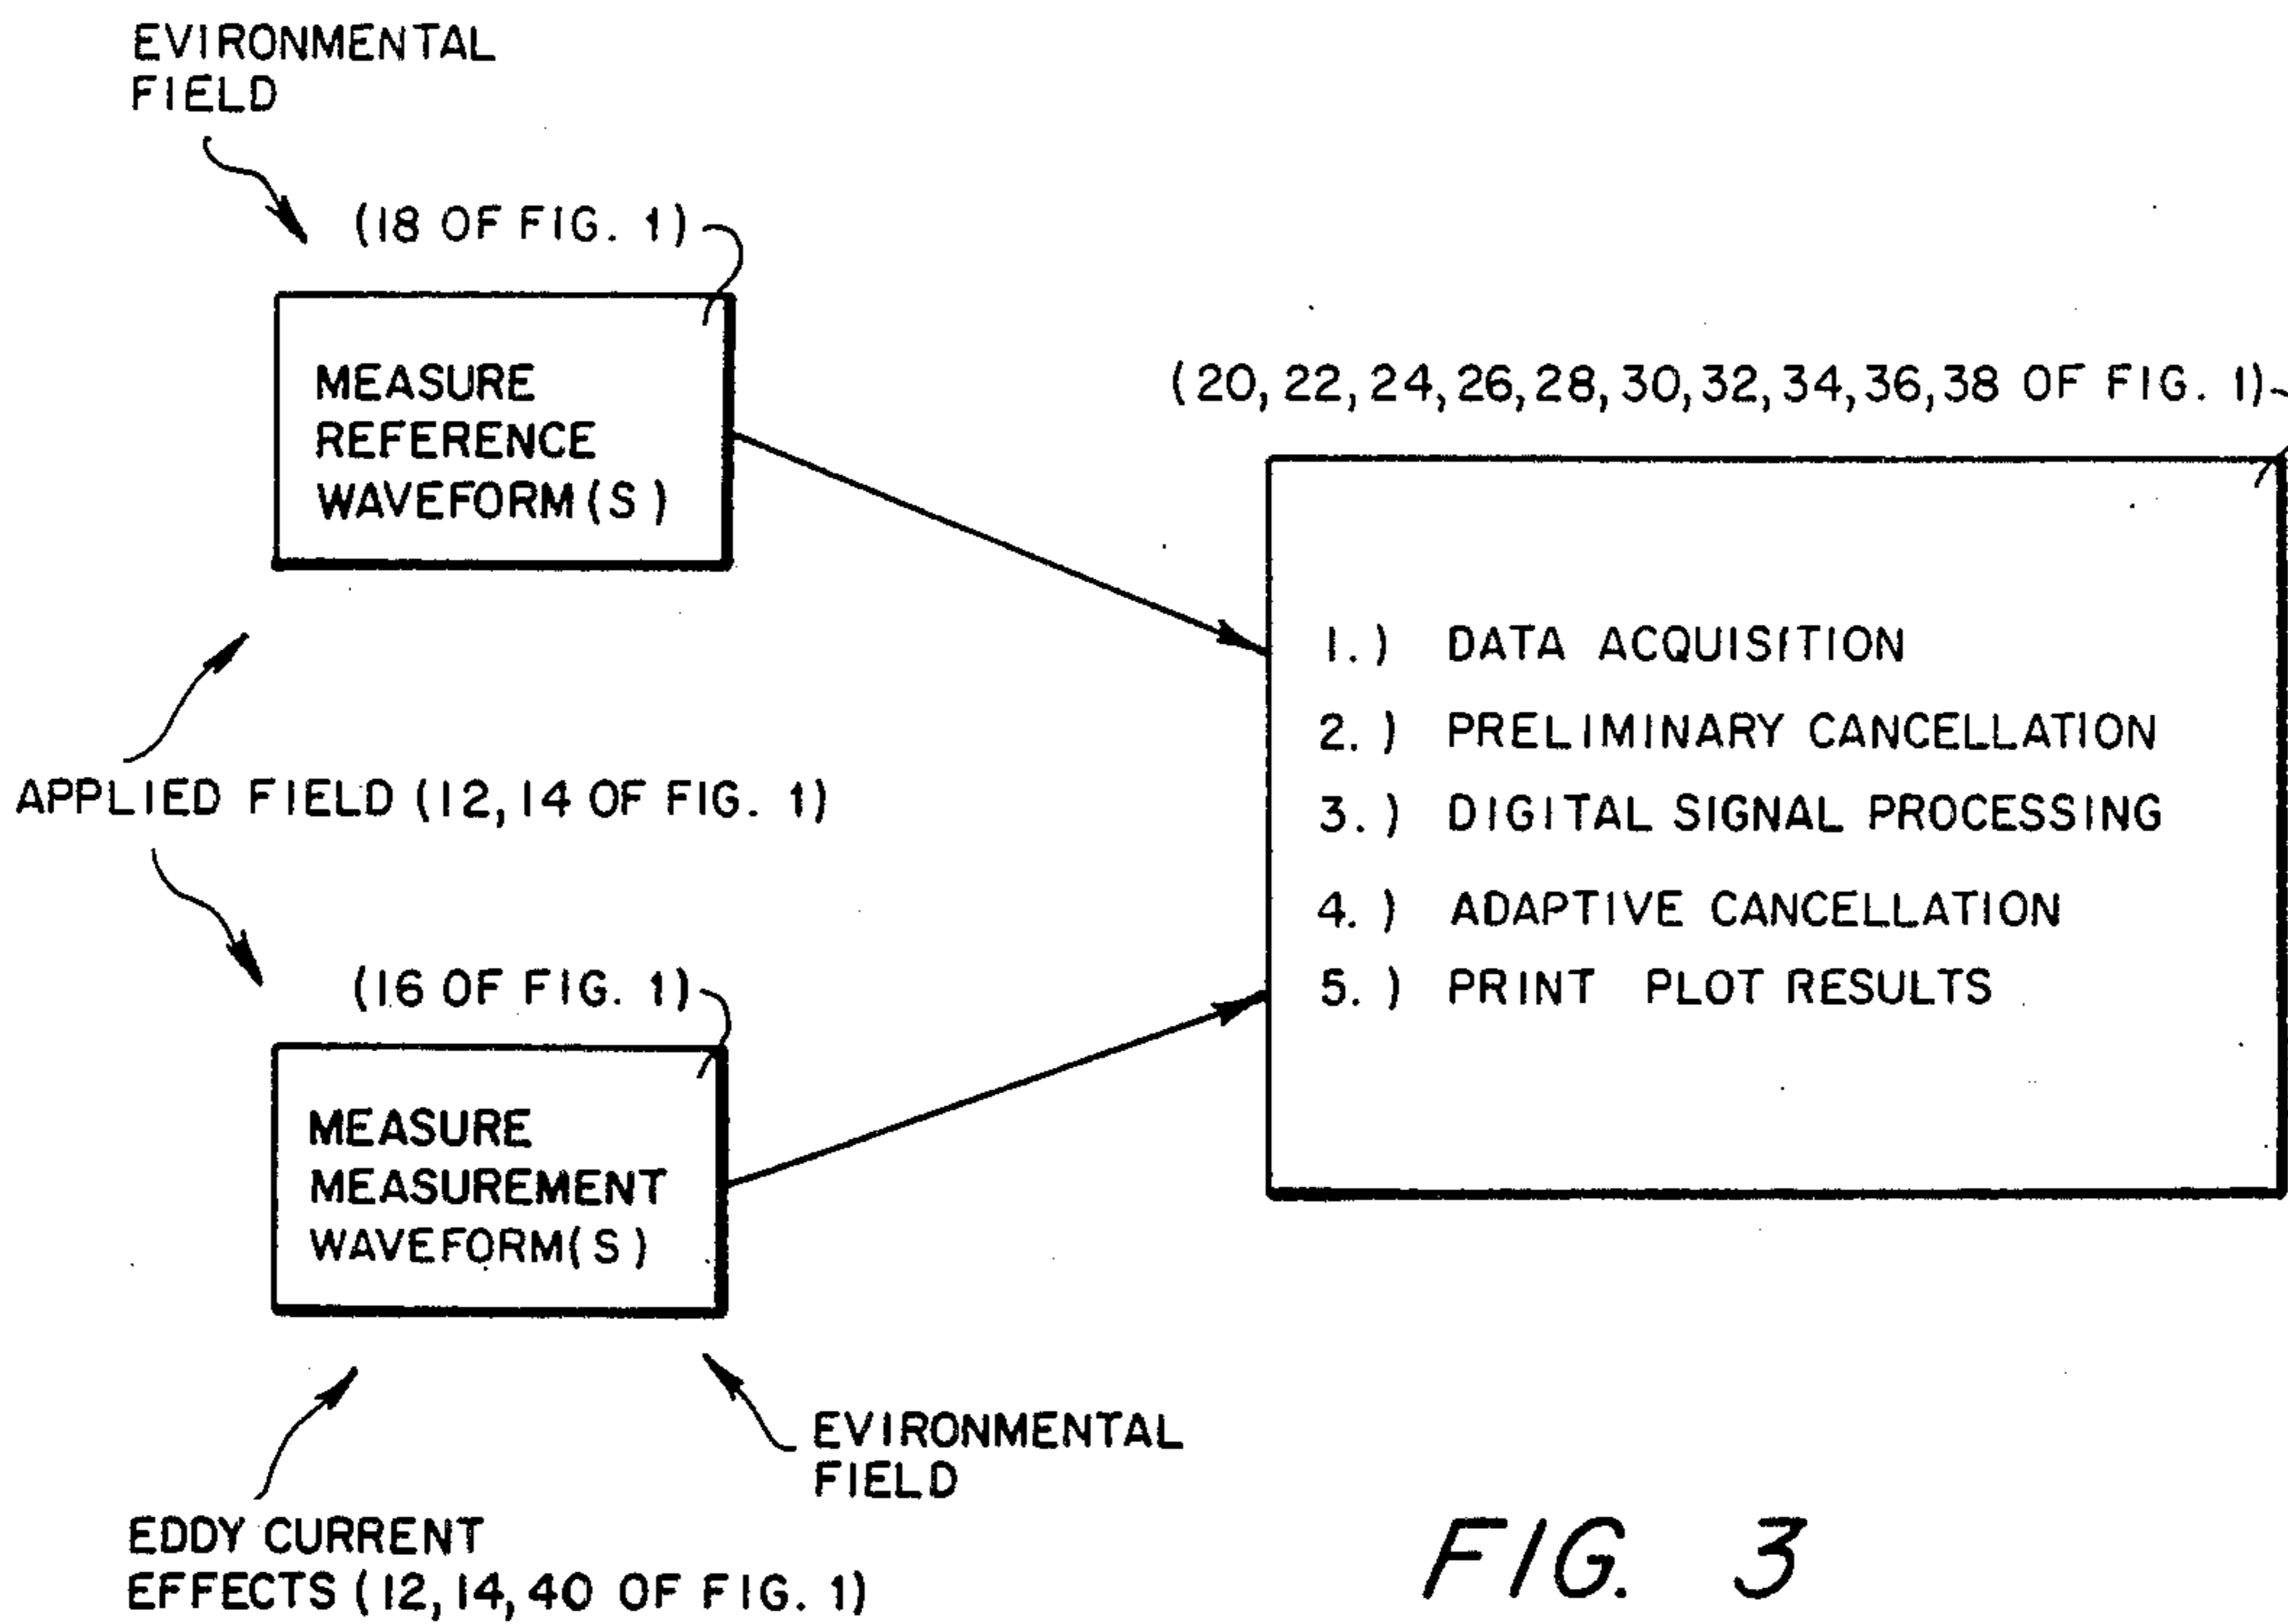 EVIRONMENTAL
FIELD
(18 OF FIG. 1)
MEASURE
REFERENCE
WAVEFORM(S)
(20, 22, 24, 26, 28, 30, 32, 34, 36, 38 OF FIG. 1)
1.) DATA ACQUISITION
2.) PRELIMINARY CANCELLATION
3.) DIGITAL SIGNAL PROCESSING
4.) ADAPTIVE CANCELLATION
5.) PRINT PLOT RESULTS
APPLIED FIELD (12, 14 OF FIG. 1)
(16 OF FIG. 1)
MEASURE
MEASUREMENT
WAVEFORM(S)
EVIRONMENTAL
FIELD
EDDY CURRENT
EFFECTS (12, 14, 40 OF FIG. 1)
FIG. 3